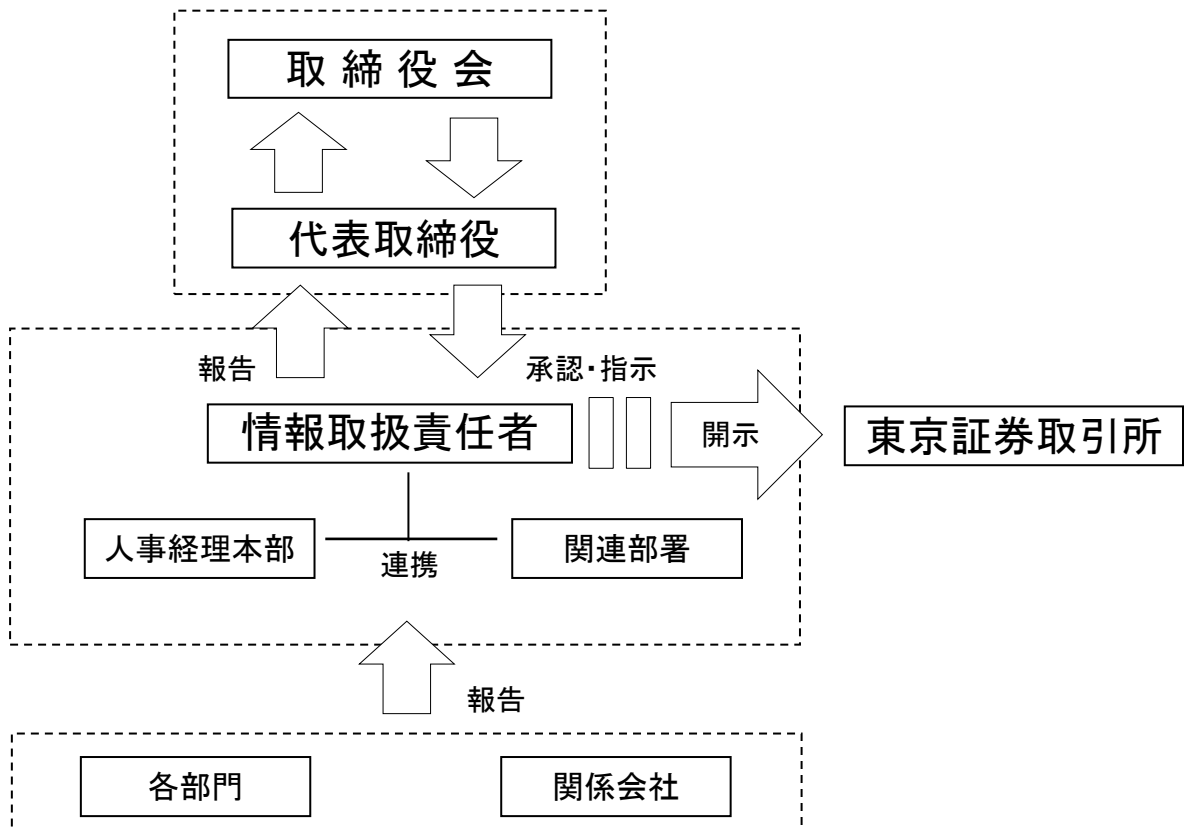 取 締 役 会
代表取締役
報告
承認・指示
情報取扱責任者
開示
東京証券取引所
人事経理本部
連携
関連部署
報告
各部門
関係会社